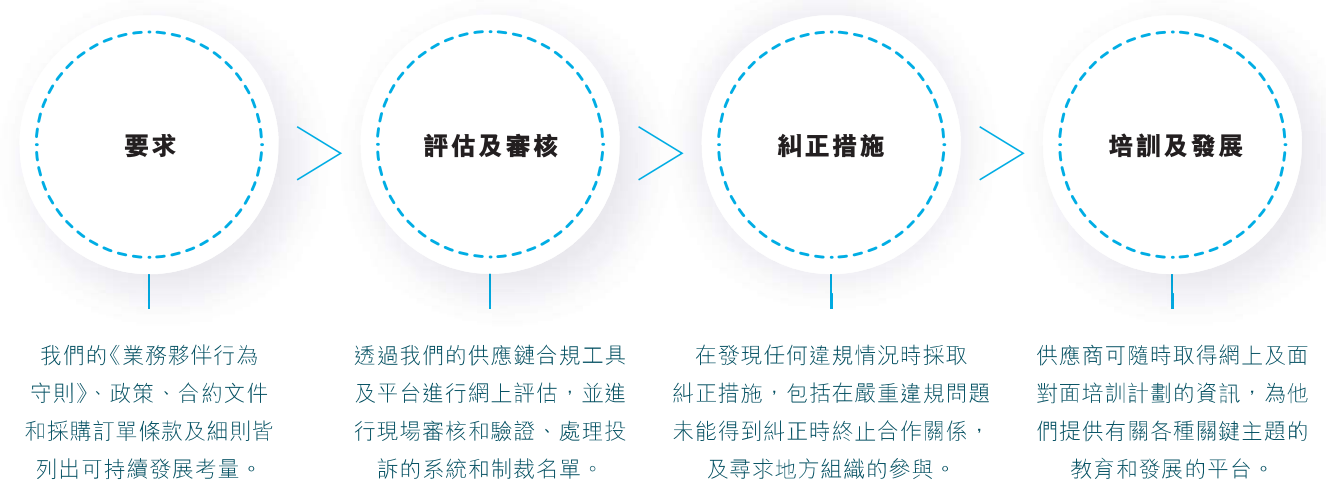 要求
我們的《業務夥伴行為
守則》、政策、合約文件
和採購訂單條款及細則皆
列出可持續發展考量。
評估及審核
透過我們的供應鏈合規工具
及平台進行網上評估，並進
行現場審核和驗證、處理投
訴的系統和制裁名單。
糾正措施
在發現任何違規情況時採取
糾正措施，包括在嚴重違規問題
未能得到糾正時終止合作關係，
及尋求地方組織的參與。
培訓及發展
供應商可隨時取得網上及面
對面培訓計劃的資訊，為他
們提供有關各種關鍵主題的
教育和發展的平台。